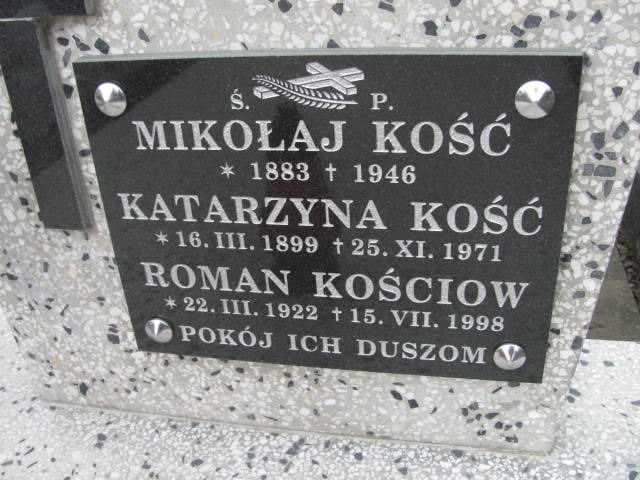 Ś. P.
MIKOŁAJ KOŚĆ
✶ 1883 † 1946
KATARZYNA KOŚĆ
✶ 16. III. 1899 † 25. XI. 1971
ROMAN KOŚCIOW
✶ 22. III. 1922 † 15. VII. 1998
POKÓJ ICH DUSZOM